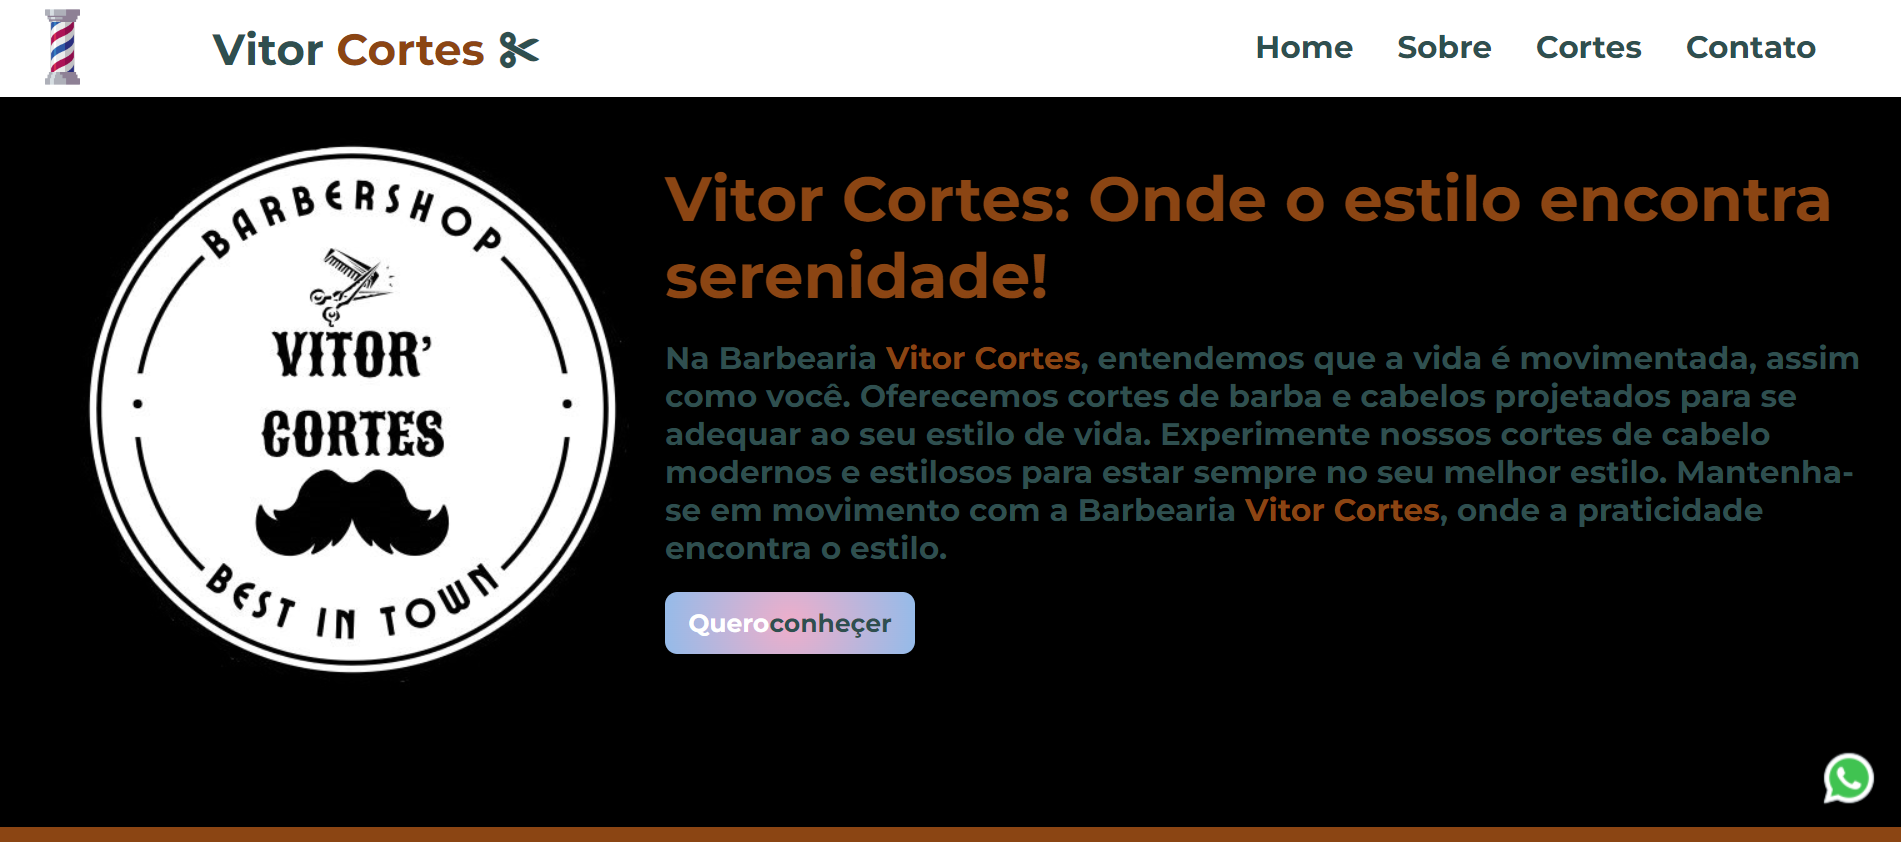 Vitor Cortes
Home Sobre Cortes Contato
BARBERSHOP
VITOR'
CORTES
BEST IN TOWN
Vitor Cortes: Onde o estilo encontra
serenidade!
Na Barbearia Vitor Cortes, entendemos que a vida é movimentada, assim
como você. Oferecemos cortes de barba e cabelos projetados para se
adequar ao seu estilo de vida. Experimente nossos cortes de cabelo
modernos e estilosos para estar sempre no seu melhor estilo. Mantenha-
se em movimento com a Barbearia Vitor Cortes, onde a praticidade
encontra o estilo.
Queroconheçer